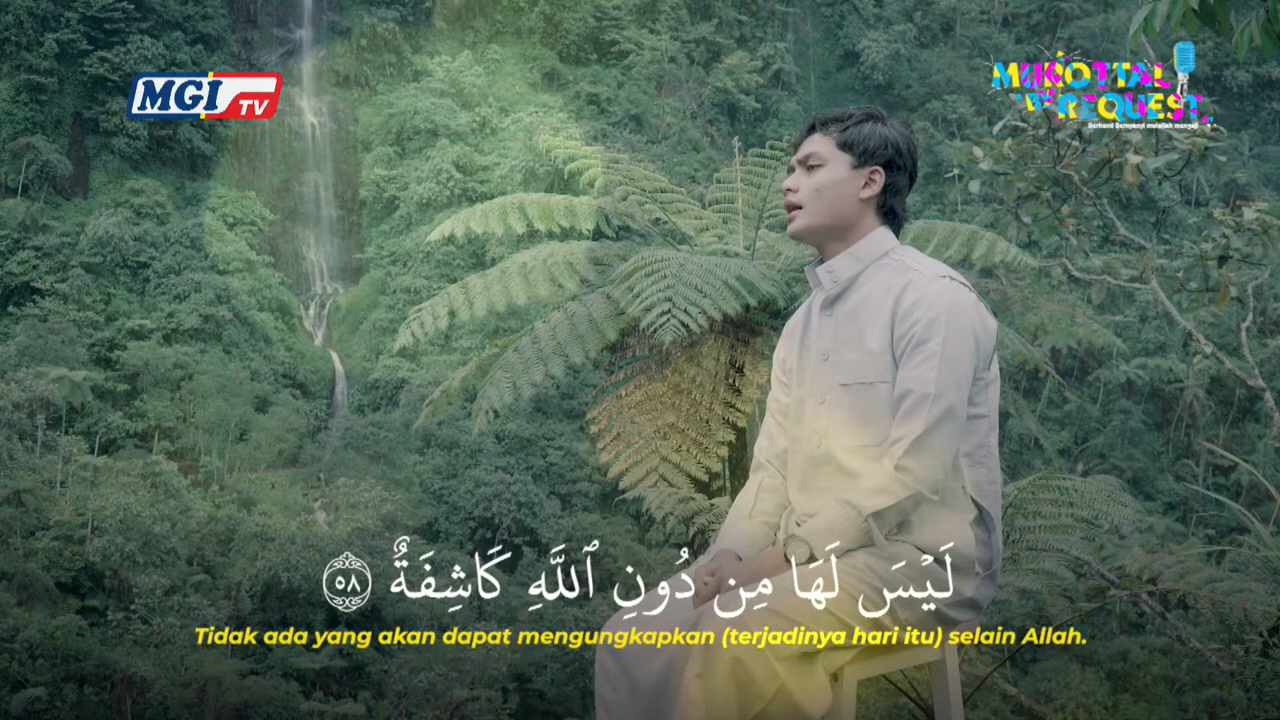 MGI TV
MUROTTAL
REQUEST
لَيْسَ لَهَا مِن دُونِ ٱللَّهِ كَاشِفَةٌ ٥٨
Tidak ada yang akan dapat mengungkapkan (terjadinya hari itu) selain Allah.